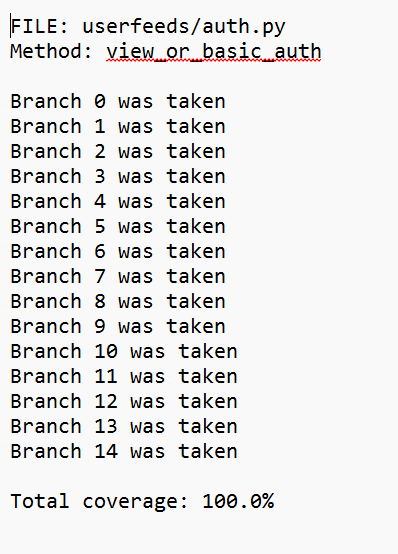 FILE: userfeeds/auth.py
Method: view_or_basic_auth
Branch 0 was taken
Branch 1 was taken
Branch 2 was taken
Branch 3 was taken
Branch 4 was taken
Branch 5 was taken
Branch 6 was taken
Branch 7 was taken
Branch 8 was taken
Branch 9 was taken
Branch 10 was taken
Branch 11 was taken
Branch 12 was taken
Branch 13 was taken
Branch 14 was taken
Total coverage: 100.0%